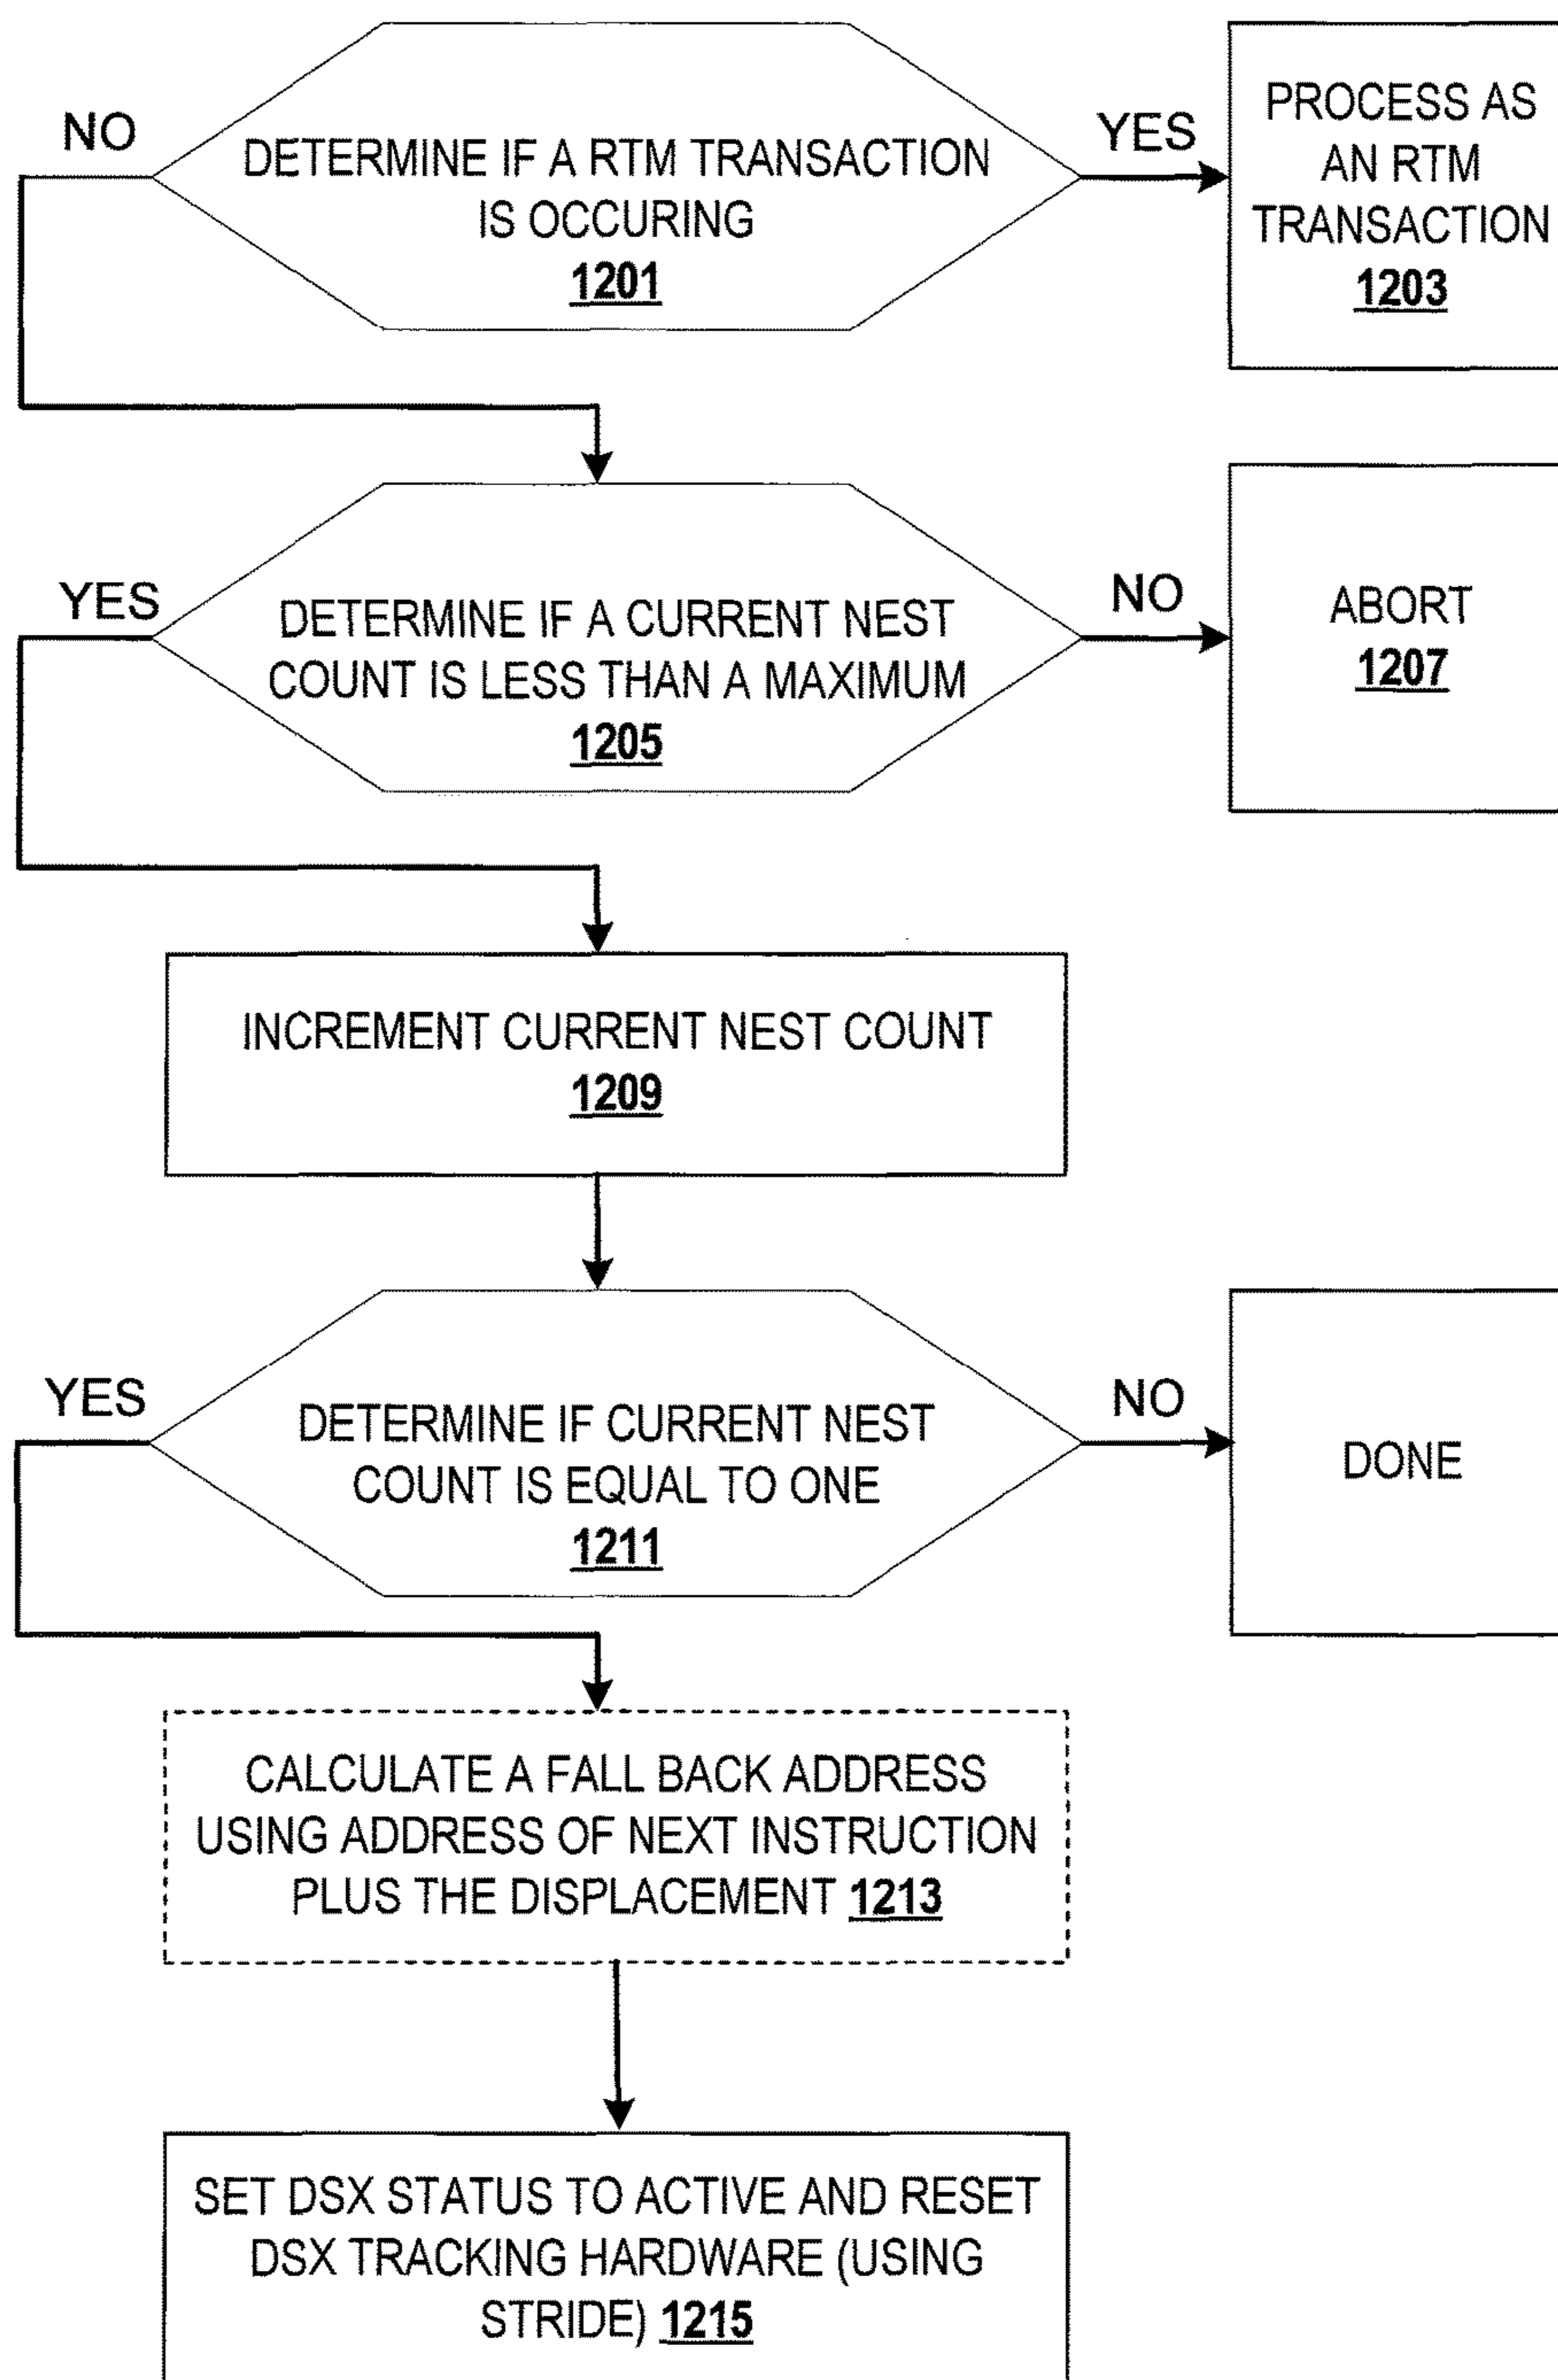 NO
DETERMINE IF A RTM TRANSACTION
IS OCCURING
1201
YES
PROCESS AS
AN RTM
TRANSACTION
1203
YES
DETERMINE IF A CURRENT NEST
COUNT IS LESS THAN A MAXIMUM
1205
NO
ABORT
1207
INCREMENT CURRENT NEST COUNT
1209
YES
DETERMINE IF CURRENT NEST
COUNT IS EQUAL TO ONE
1211
NO
DONE
CALCULATE A FALL BACK ADDRESS
USING ADDRESS OF NEXT INSTRUCTION
PLUS THE DISPLACEMENT 1213
SET DSX STATUS TO ACTIVE AND RESET
DSX TRACKING HARDWARE (USING
STRIDE) 1215